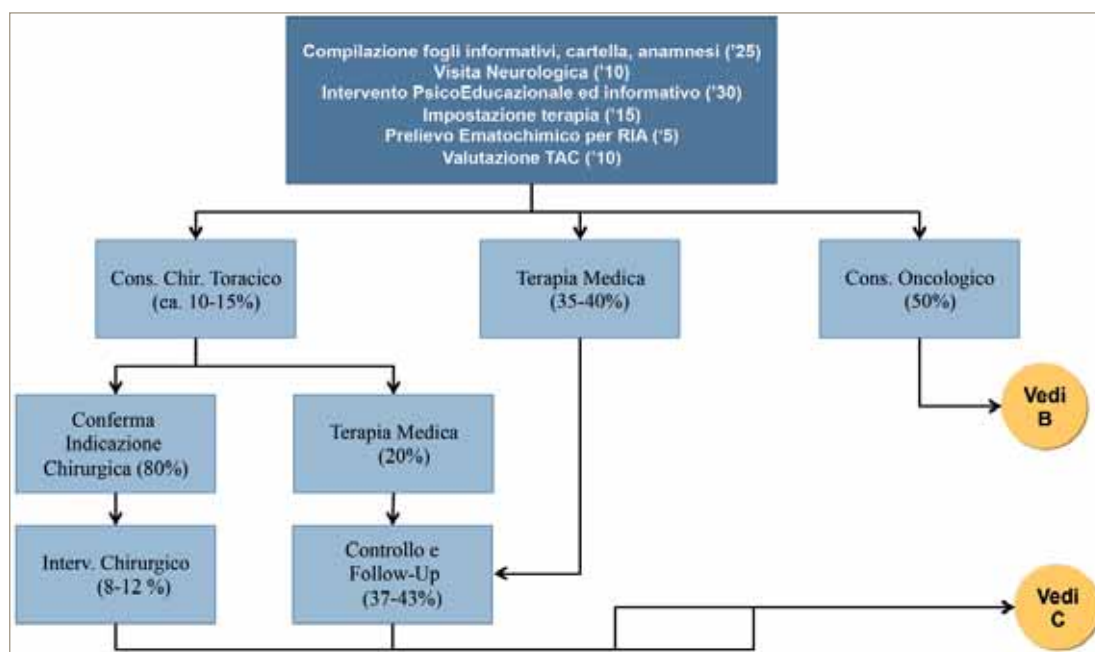 Compilazione fogli informativi, cartella, anamnesi ('25)
Visita Neurologica ('10)
Intervento PsicoEducazionale ed informativo ('30)
Impostazione terapia ('15)
Prelievo Ematochimico per RIA ('5)
Valutazione TAC ('10)
Cons. Chir. Toracico
(ca. 10-15%)
Terapia Medica
(35-40%)
Cons. Oncologico
(50%)
Vedi
B
Conferma
Indicazione
Chirurgica (80%)
Terapia Medica
(20%)
Interv. Chirurgico
(8-12 %)
Controllo e
Follow-Up
(37-43%)
Vedi
C